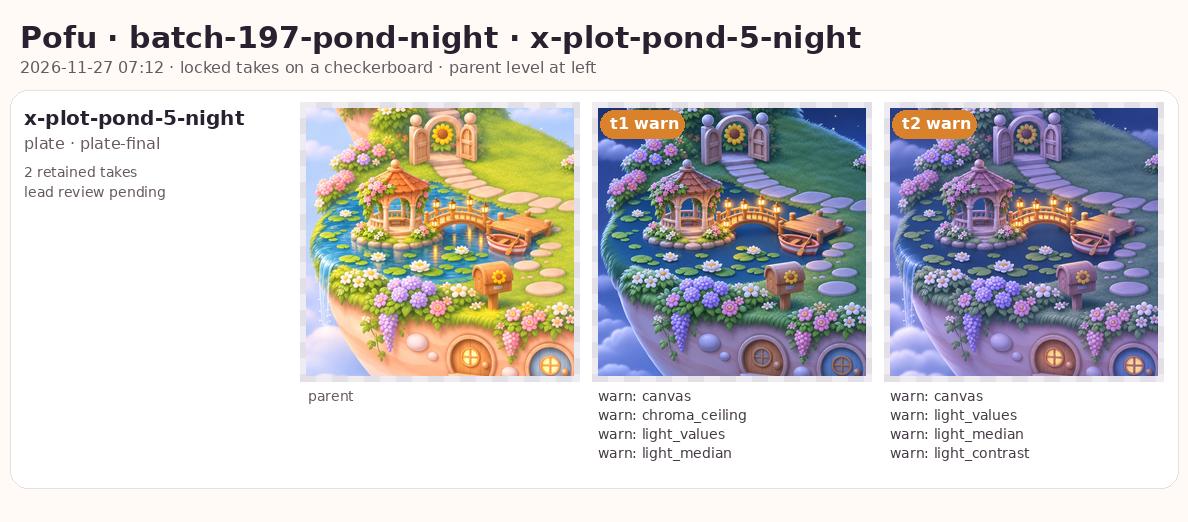 Pofu · batch-197-pond-night · x-plot-pond-5-night
2026-11-27 07:12 · locked takes on a checkerboard · parent level at left
x-plot-pond-5-night
plate · plate-final
2 retained takes
lead review pending
parent
t1 warn
warn: canvas
warn: chroma_ceiling
warn: light_values
warn: light_median
t2 warn
warn: canvas
warn: light_values
warn: light_median
warn: light_contrast